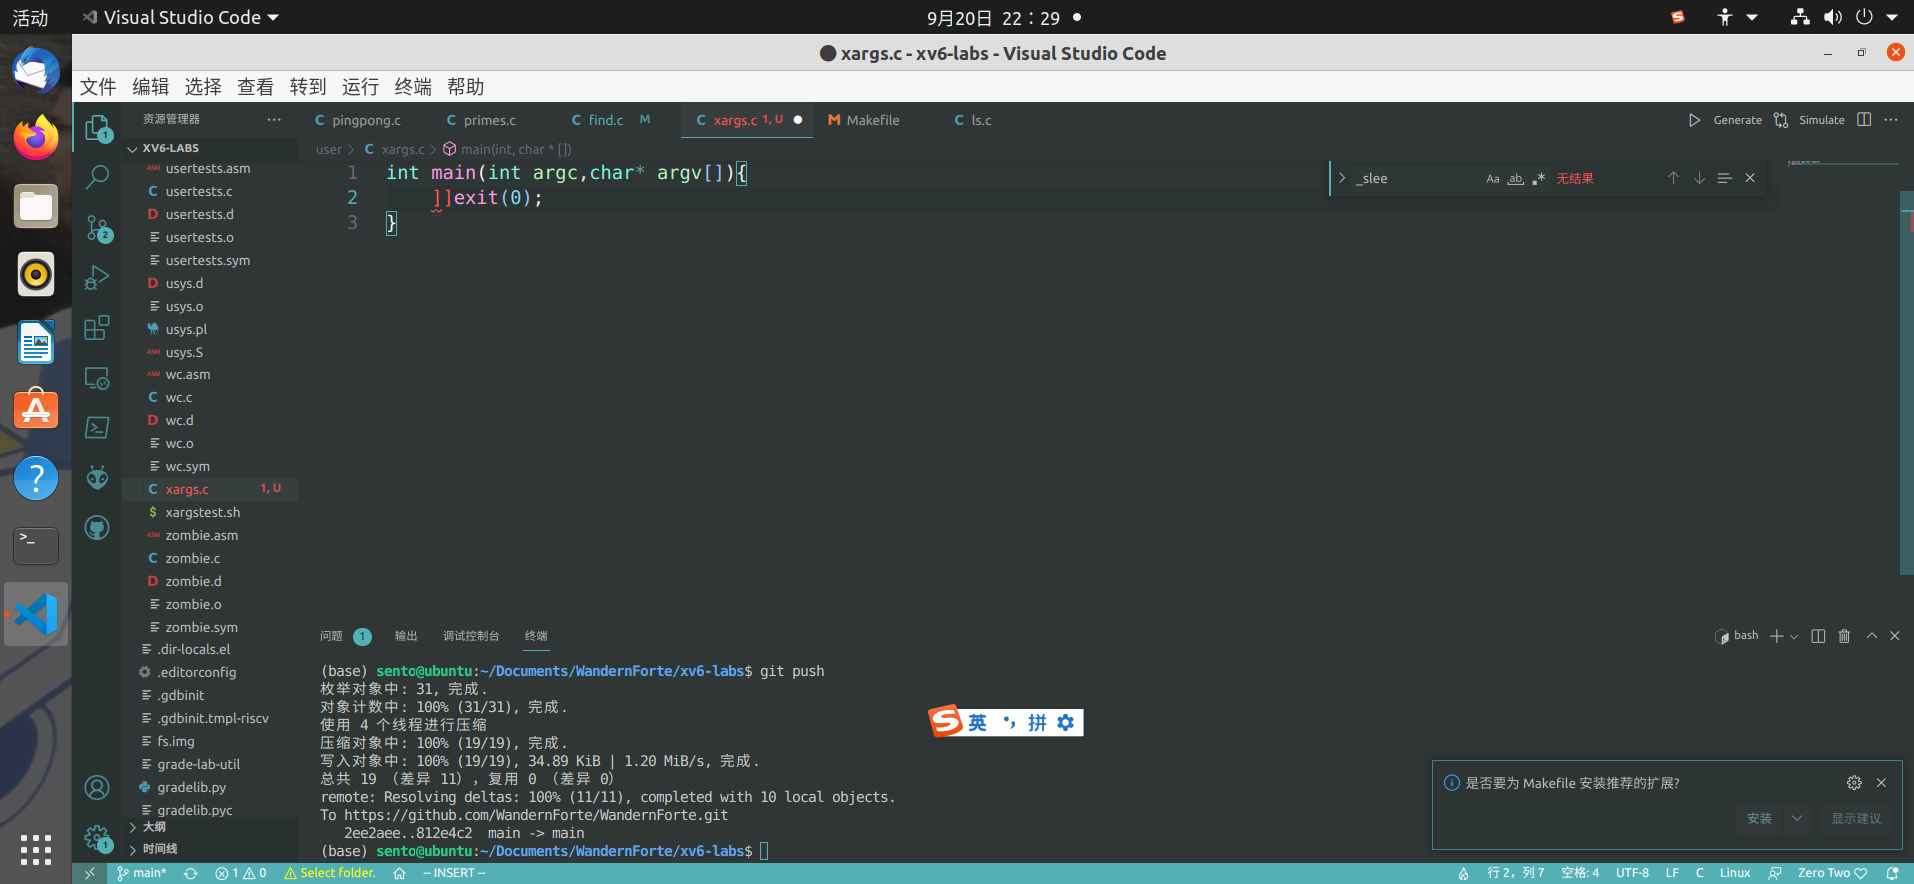 活动
Visual Studio Code
9月20日 22：29
xargs.c - xv6-labs - Visual Studio Code
文件 编辑 选择 查看 转到 运行 终端 帮助
资源管理器
XV6-LABS
usertests.asm
usertests.c
usertests.d
usertests.o
usertests.sym
usys.d
usys.o
usys.pl
usys.S
wc.asm
wc.c
wc.d
wc.o
wc.sym
xargs.c 1, U
xargstest.sh
zombie.asm
zombie.c
zombie.d
zombie.o
zombie.sym
.dir-locals.el
.editorconfig
.gdbinit
.gdbinit.tmpl-riscv
fs.img
grade-lab-util
gradelib.py
gradelib.pyc
大纲
时间线
pingpong.c primes.c find.c M xargs.c 1, U Makefile ls.c
Generate Simulate
user > xargs.c > main(int, char * [])
1 int main(int argc,char* argv[]){
2 ]]exit(0);
3 }
_slee Aa ab .* 无结果
问题 1 输出 调试控制台 终端
bash
(base) sento@ubuntu:~/Documents/WandernForte/xv6-labs$ git push
枚举对象中: 31, 完成.
对象计数中: 100% (31/31), 完成.
使用 4 个线程进行压缩
压缩对象中: 100% (19/19), 完成.
写入对象中: 100% (19/19), 34.89 KiB | 1.20 MiB/s, 完成.
总共 19 （差异 11），复用 0 （差异 0）
remote: Resolving deltas: 100% (11/11), completed with 10 local objects.
To https://github.com/WandernForte/WandernForte.git
2ee2aee..812e4c2 main -> main
(base) sento@ubuntu:~/Documents/WandernForte/xv6-labs$
英 拼
是否要为 Makefile 安装推荐的扩展?
安装 显示建议
main* 1 0 Select folder. -- INSERT --
行 2，列 7 空格: 4 UTF-8 LF C Linux Zero Two